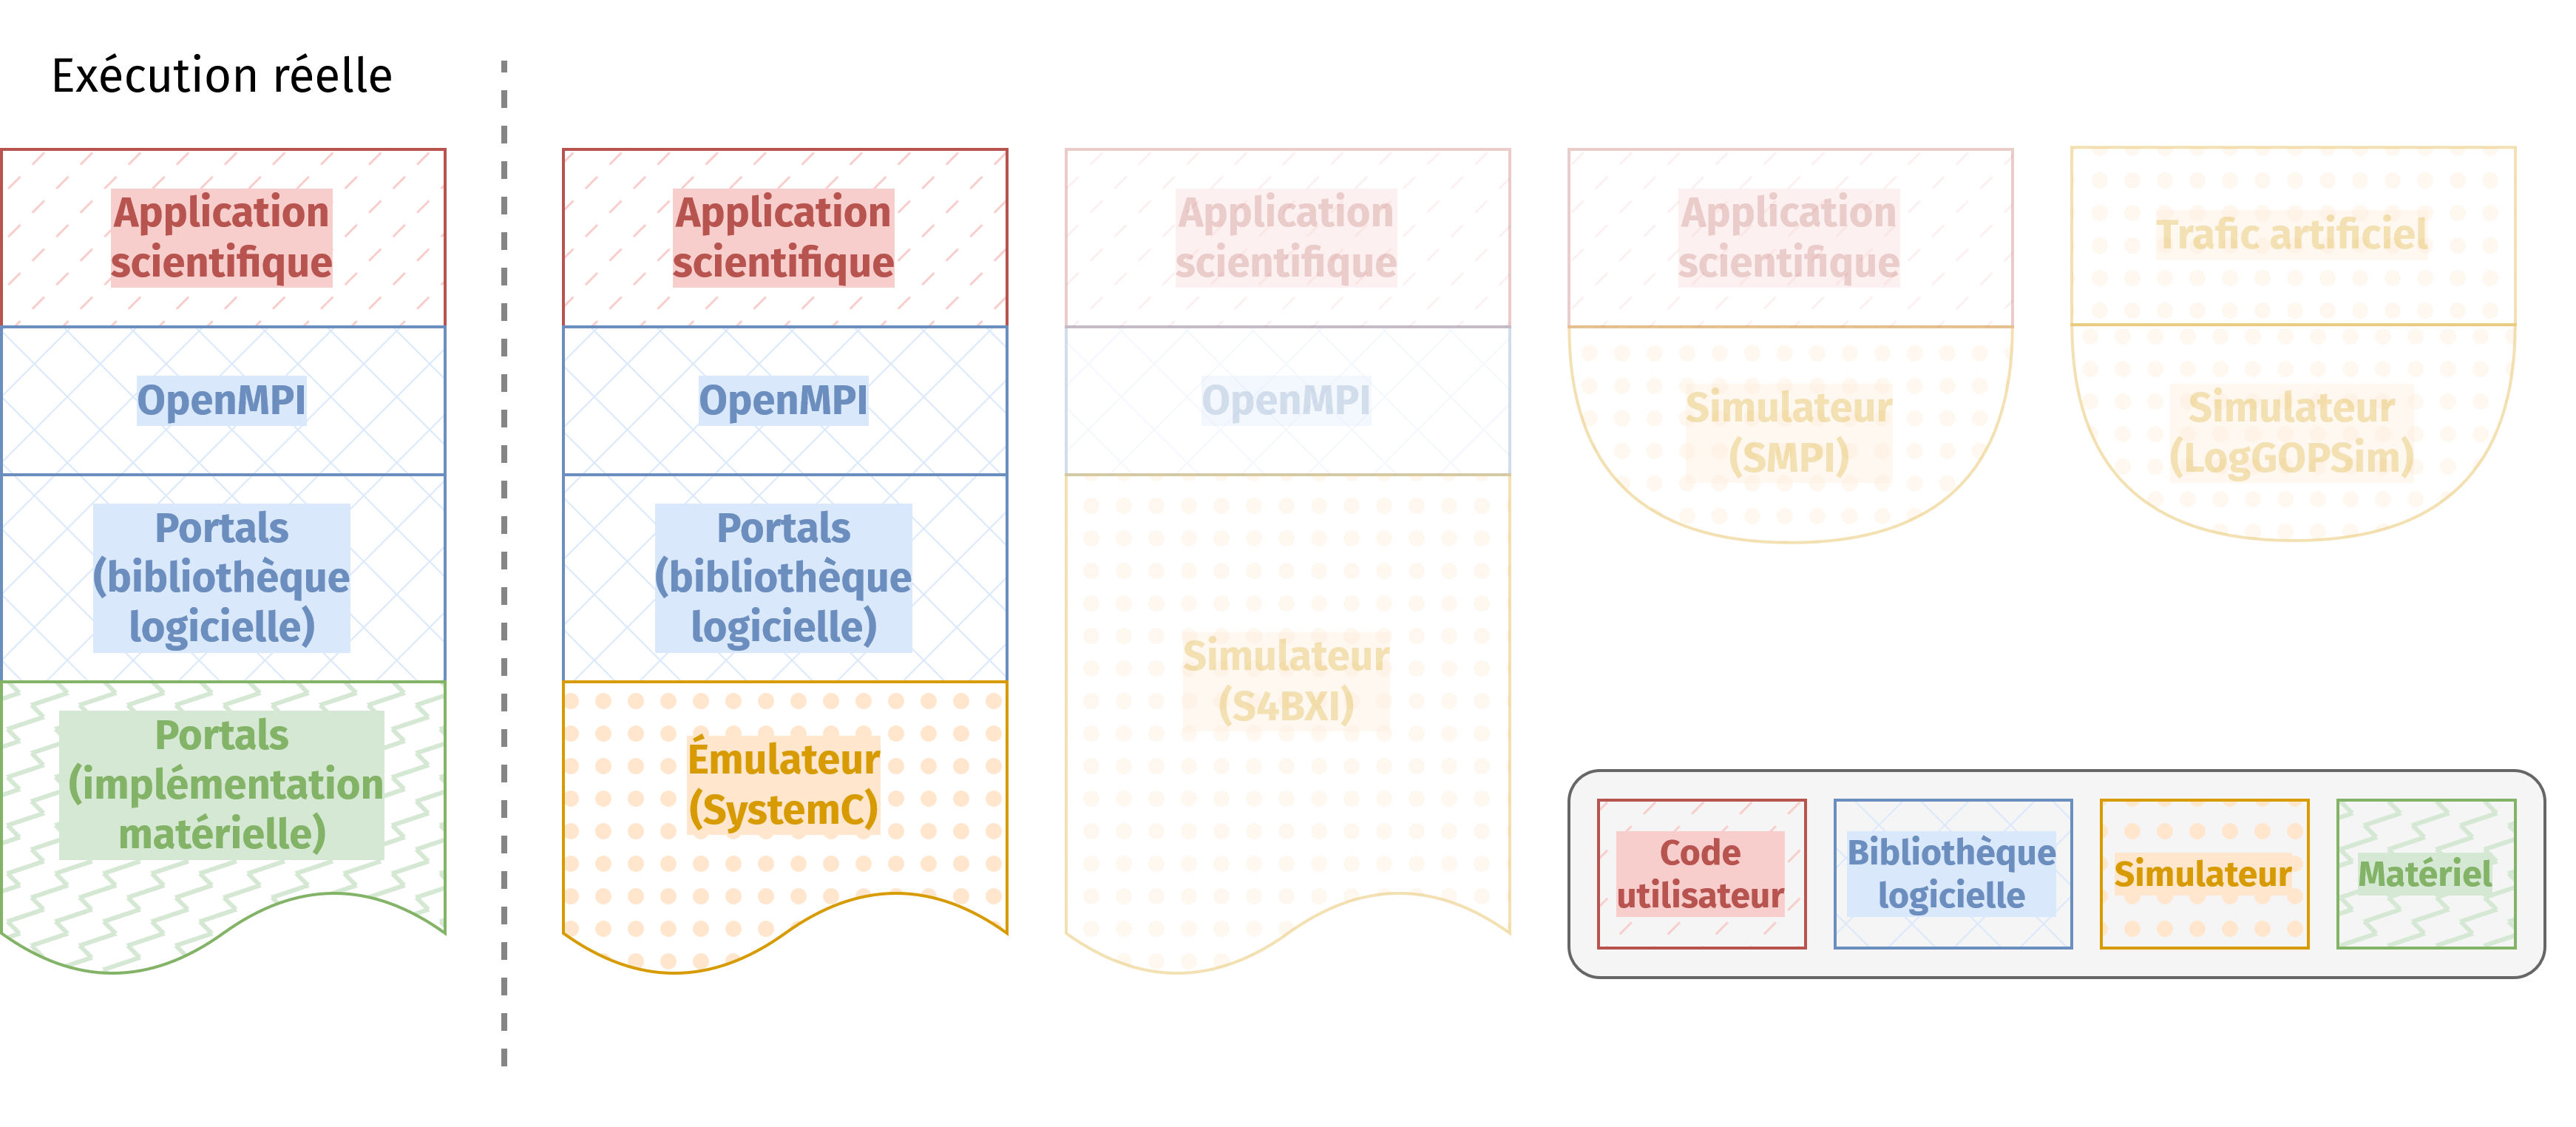 Exécution réelle
Application
scientifique
OpenMPI
Portals
(bibliothèque
logicielle)
Portals
(implémentation
matérielle)
Application
scientifique
OpenMPI
Portals
(bibliothèque
logicielle)
Émulateur
(SystemC)
Application
scientifique
OpenMPI
Simulateur
(S4BXI)
Application
scientifique
Simulateur
(SMPI)
Trafic artificiel
Simulateur
(LogGOPSim)
Code
utilisateur
Bibliothèque
logicielle
Simulateur
Matériel